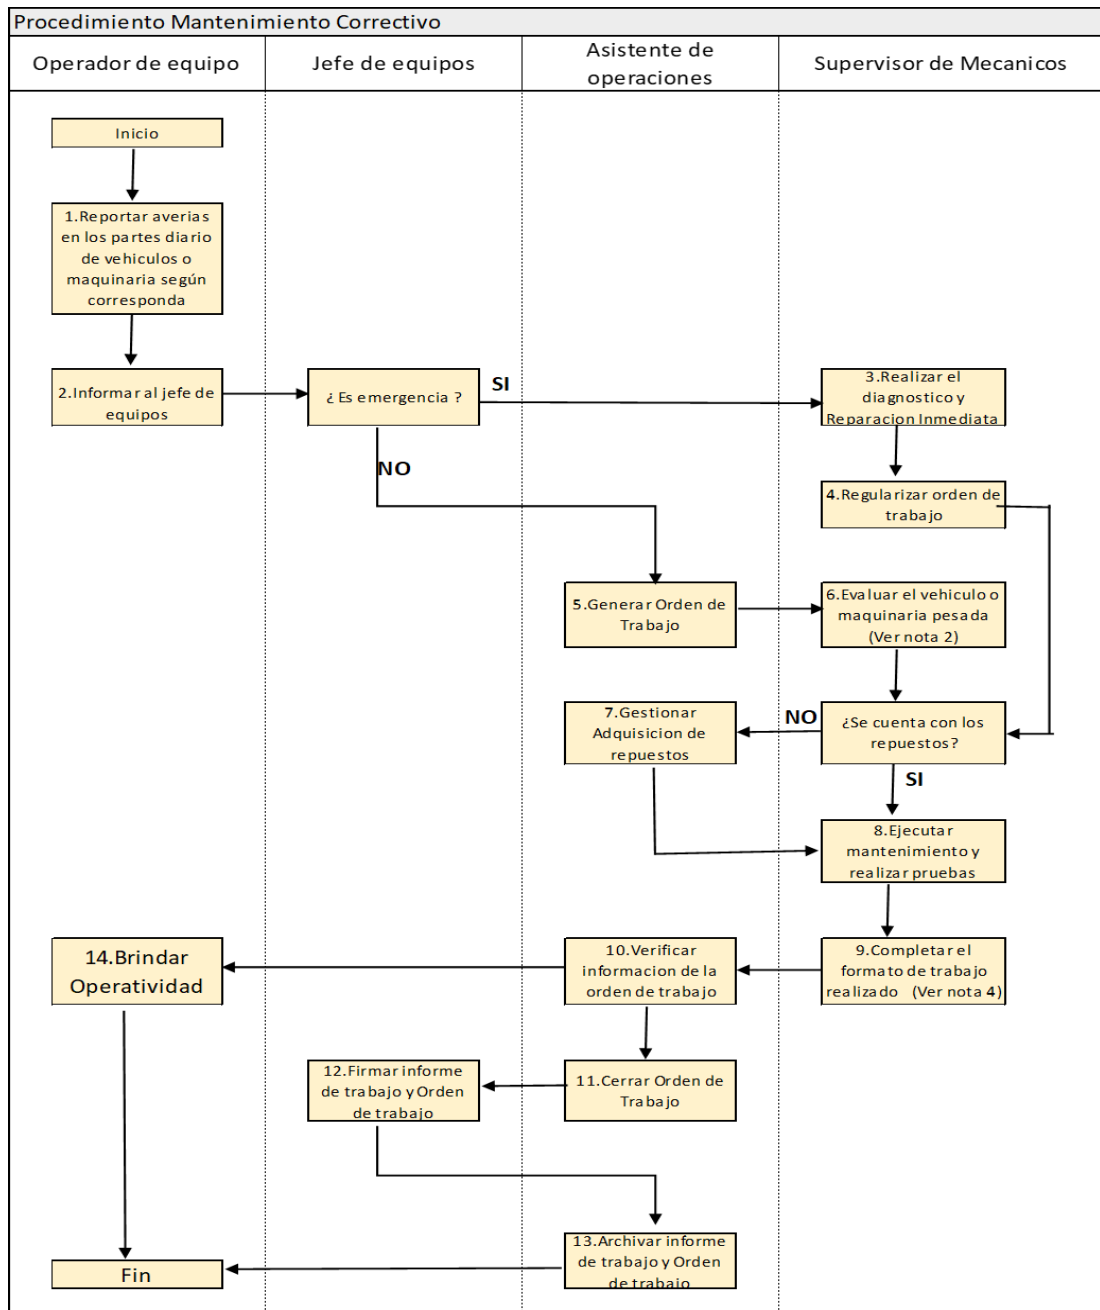 Procedimiento Mantenimiento Correctivo
Operador de equipo
Jefe de equipos
Asistente de
operaciones
Supervisor de Mecanicos
Inicio
1.Reportar averias
en los partes diario
de vehiculos o
maquinaria según
corresponda
2.Informar al jefe de
equipos
¿ Es emergencia ?
SI
3.Realizar el
diagnostico y
Reparacion Inmediata
NO
4.Regularizar orden de
trabajo
5.Generar Orden de
Trabajo
6.Evaluar el vehiculo o
maquinaria pesada
(Ver nota 2)
7.Gestionar
Adquisicion de
repuestos
NO
¿Se cuenta con los
repuestos?
SI
8.Ejecutar
mantenimiento y
realizar pruebas
14.Brindar
Operatividad
10.Verificar
informacion de la
orden de trabajo
9.Completar el
formato de trabajo
realizado (Ver nota 4)
12.Firmar informe
de trabajo y Orden
de trabajo
11.Cerrar Orden de
Trabajo
13.Archivar informe
de trabajo y Orden
de trabajo
Fin